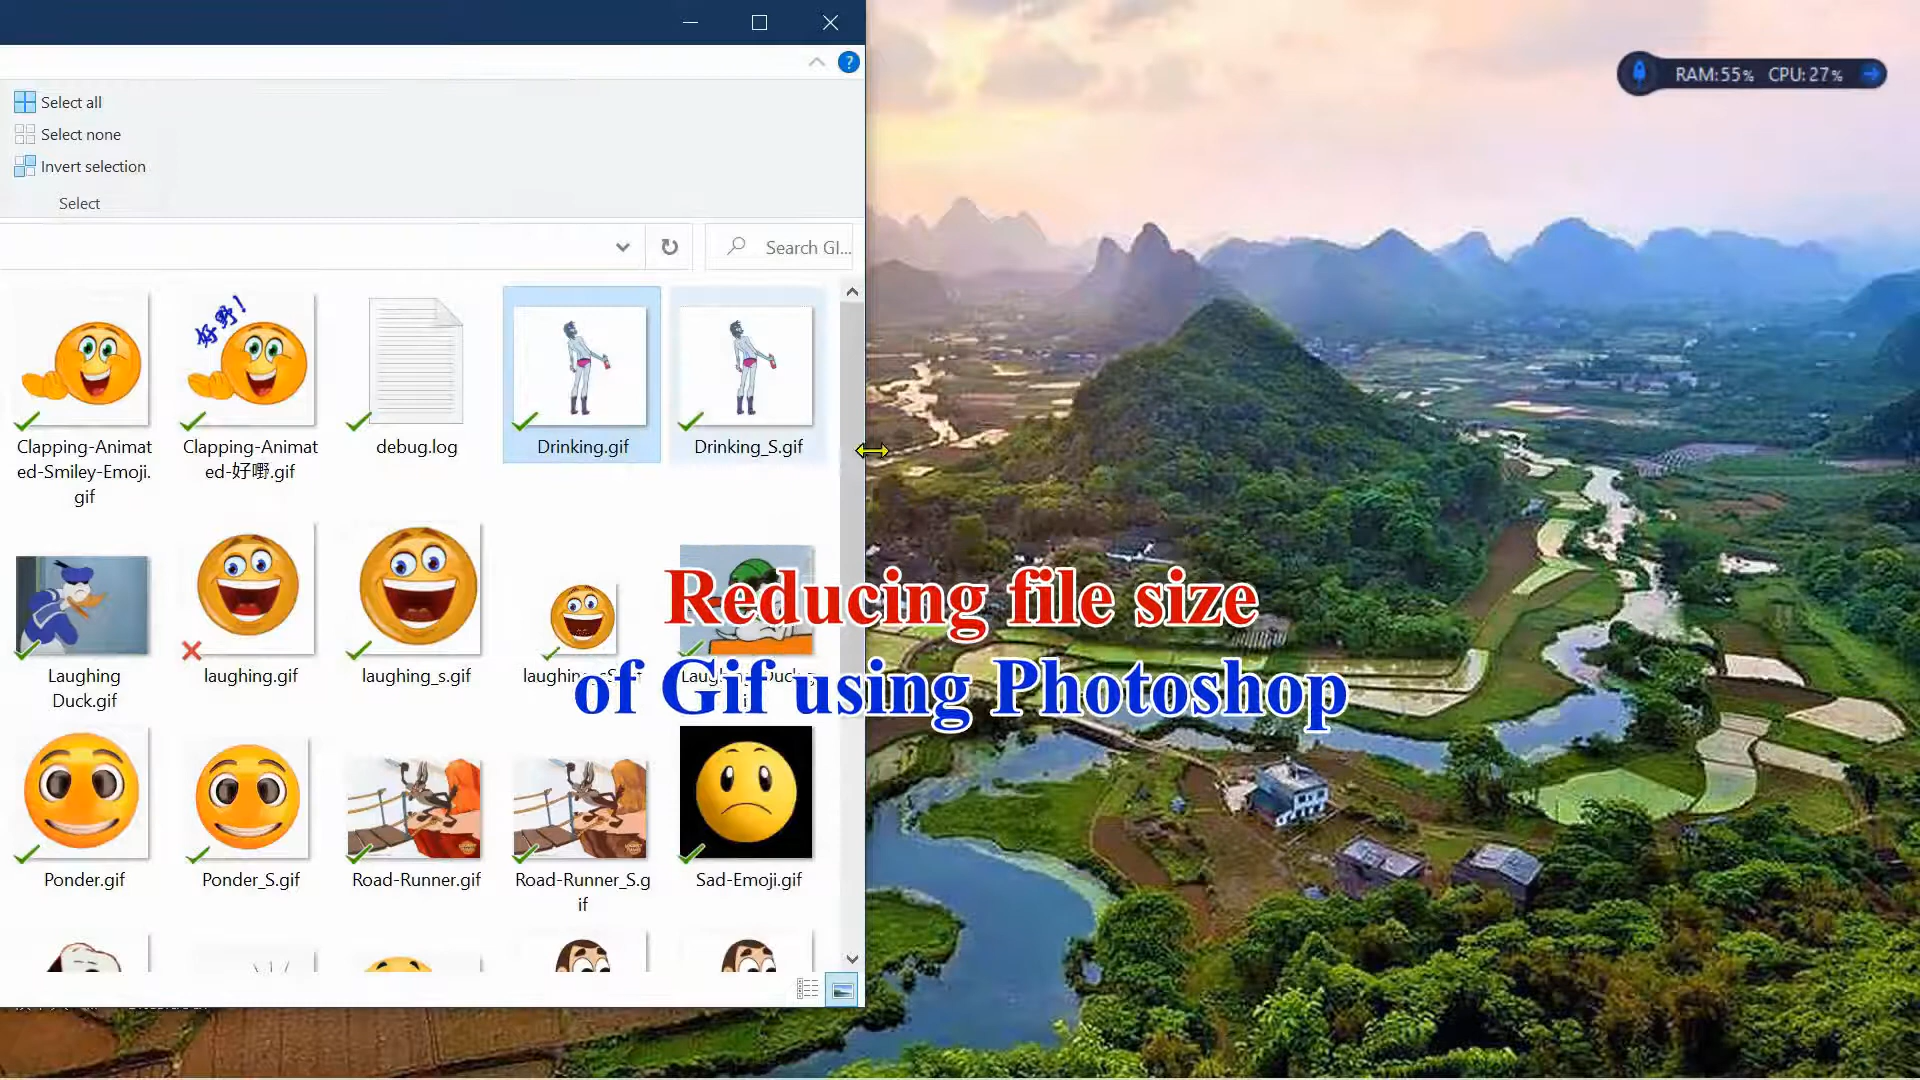 RAM:55% CPU:27%
Select all
Select none
Invert selection
Select
Search GI...
好野!
Clapping-Animat
ed-Smiley-Emoji.
gif
Clapping-Animat
ed-好嘢.gif
debug.log
Drinking.gif
Drinking_S.gif
Reducing file size
of Gif using Photoshop
Laughing
Duck.gif
laughing.gif
laughing_s.gif
Ponder.gif
Ponder_S.gif
Road-Runner.gif
Road-Runner_S.g
if
Sad-Emoji.gif